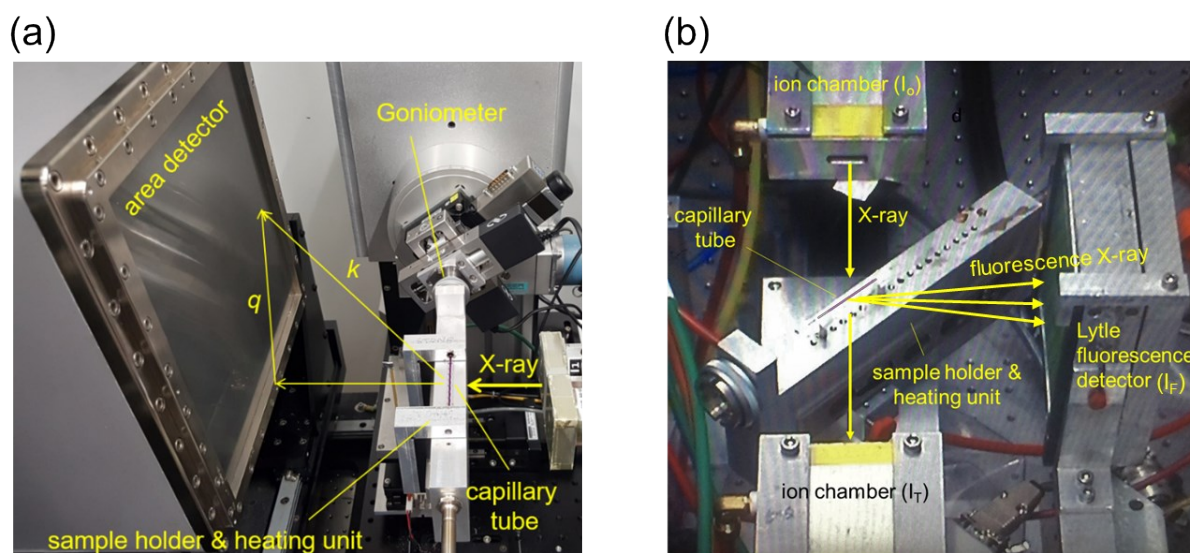 (a)
area detector
Goniometer
k
q
X-ray
capillary
tube
sample holder & heating unit
(b)
ion chamber (Iₒ)
d
X-ray
capillary
tube
fluorescence X-ray
Lytle
fluorescence
detector (I_F)
sample holder &
heating unit
ion chamber (I_T)